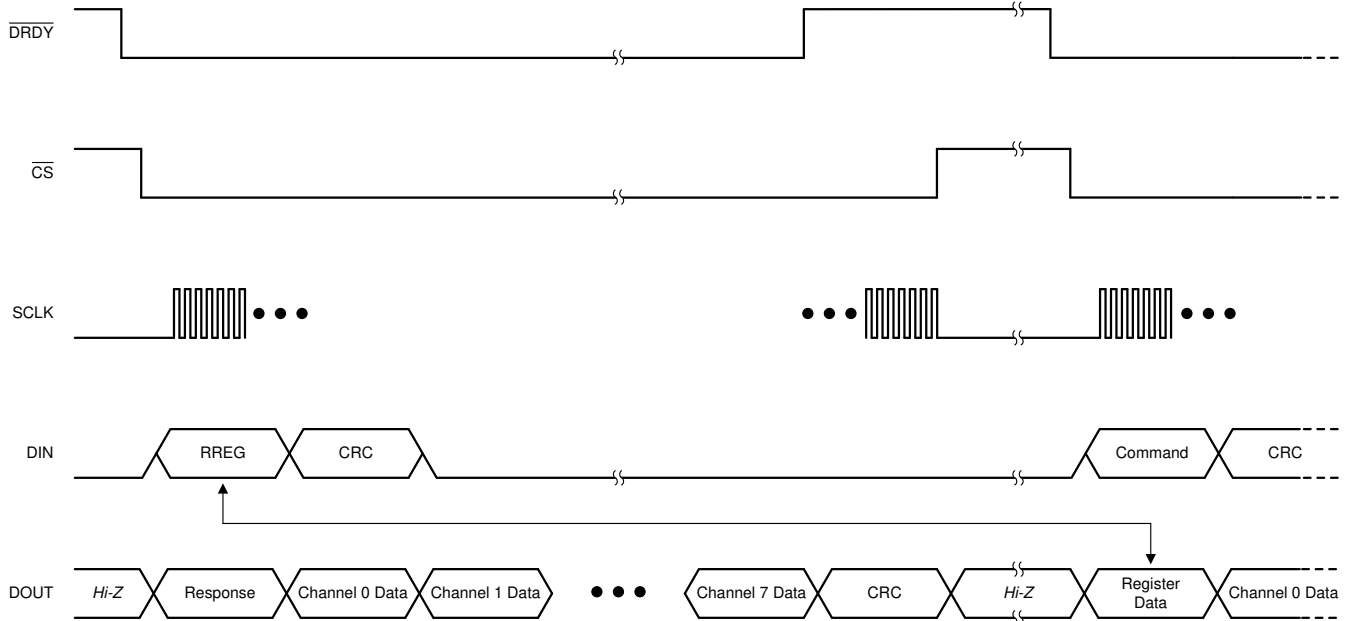 DRDY
CS
SCLK
DIN
RREG
CRC
Command
CRC
DOUT
Hi-Z
Response
Channel 0 Data
Channel 1 Data
Channel 7 Data
CRC
Hi-Z
Register
Data
Channel 0 Data